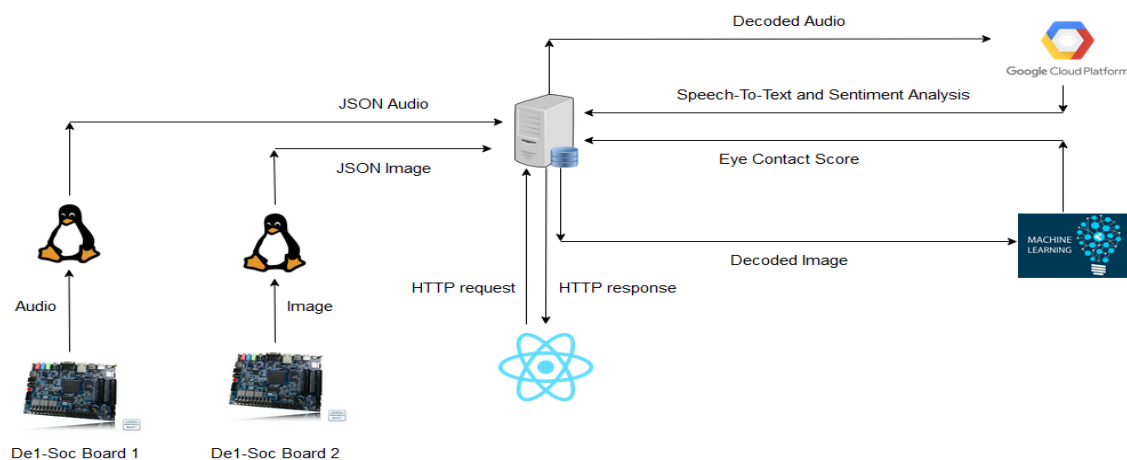 Decoded Audio
Google Cloud Platform
JSON Audio
Speech-To-Text and Sentiment Analysis
JSON Image
Eye Contact Score
MACHINE
LEARNING
Decoded Image
Audio
Image
HTTP request
HTTP response
De1-Soc Board 1
De1-Soc Board 2